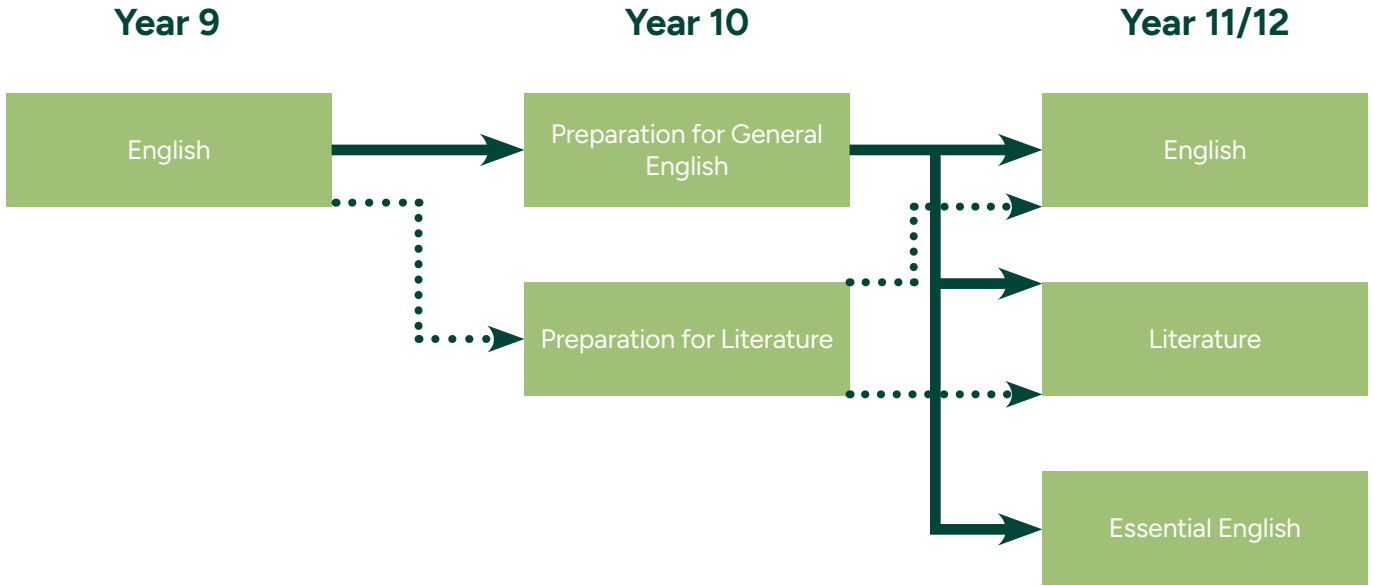 Year 9
Year 10
Year 11/12
English
Preparation for General
English
English
Preparation for Literature
Literature
Essential English